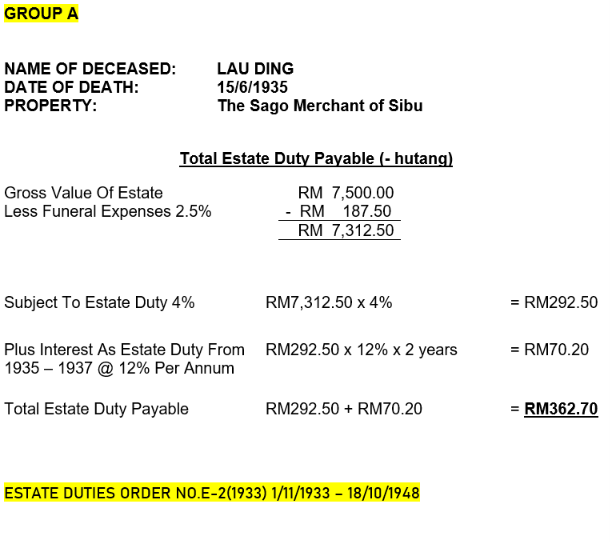 GROUP A
NAME OF DECEASED: LAU DING
DATE OF DEATH: 15/6/1935
PROPERTY: The Sago Merchant of Sibu
Total Estate Duty Payable (- hutang)
Gross Value Of Estate RM 7,500.00
Less Funeral Expenses 2.5% - RM 187.50
RM 7,312.50
Subject To Estate Duty 4% RM7,312.50 x 4% = RM292.50
Plus Interest As Estate Duty From RM292.50 x 12% x 2 years = RM70.20
1935 – 1937 @ 12% Per Annum
Total Estate Duty Payable RM292.50 + RM70.20 = RM362.70
ESTATE DUTIES ORDER NO.E-2(1933) 1/11/1933 – 18/10/1948